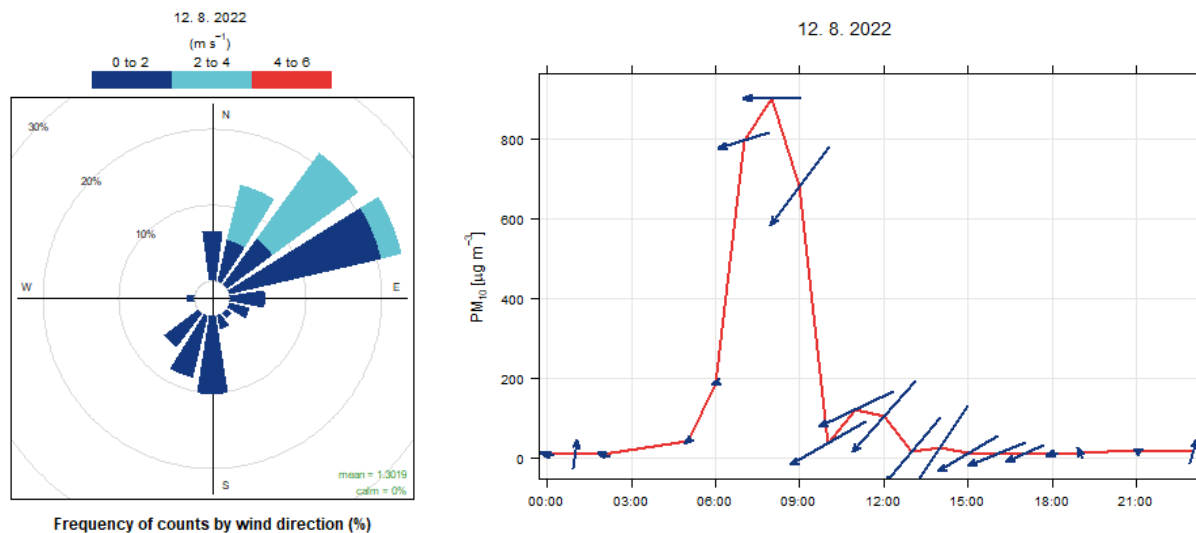 12. 8. 2022
(m s⁻¹)
0 to 2 2 to 4 4 to 6
30%
20%
10%
N
W
E
S
mean = 1.3019
calm = 0%
Frequency of counts by wind direction (%)
12. 8. 2022
PM₁₀ [µg m⁻³]
800
600
400
200
0
00:00 03:00 06:00 09:00 12:00 15:00 18:00 21:00